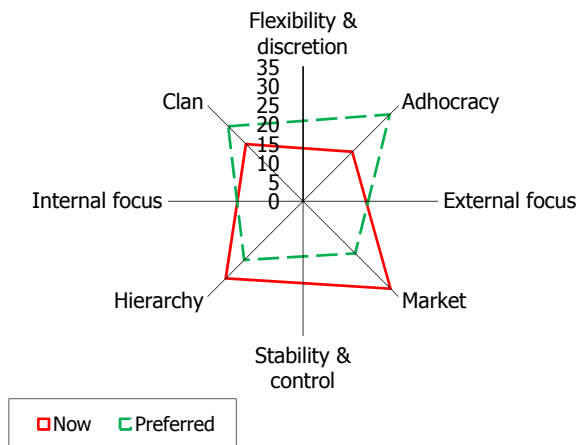 Flexibility &
discretion
35
30
25
20
15
10
5
0
Clan
Adhocracy
Internal focus
External focus
Hierarchy
Market
Stability &
control
Now
Preferred